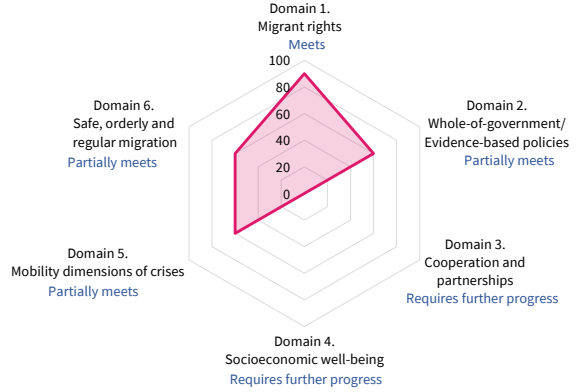 Domain 1.
Migrant rights
Meets
100
80
60
40
20
0
Domain 2.
Whole-of-government/
Evidence-based policies
Partially meets
Domain 3.
Cooperation and
partnerships
Requires further progress
Domain 4.
Socioeconomic well-being
Requires further progress
Domain 5.
Mobility dimensions of crises
Partially meets
Domain 6.
Safe, orderly and
regular migration
Partially meets